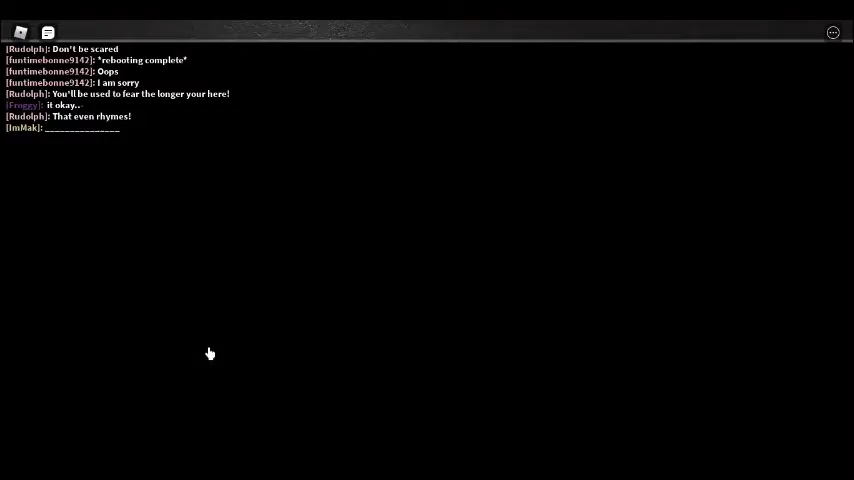 [Rudolph]: Don't be scared
[funtimebonne9142]: *rebooting complete*
[funtimebonne9142]: Oops
[funtimebonne9142]: I am sorry
[Rudolph]: You'll be used to fear the longer your here!
[Froggy]: it okay..
[Rudolph]: That even rhymes!
[ImMak]: _______________